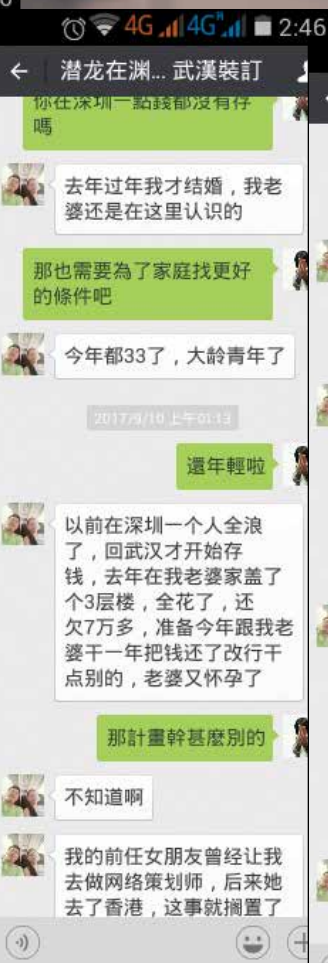 4G 4G H 2:46
潜龙在渊... 武漢裝訂
你在深圳一點錢都沒有存
嗎
去年过年我才结婚，我老
婆还是在这里认识的
那也需要為了家庭找更好
的條件吧
今年都33了，大龄青年了
2017/9/10 上午01:13
還年輕啦
以前在深圳一个人全浪
了，回武汉才开始存
钱，去年在我老婆家盖了
个3层楼，全花了，还
欠7万多，准备今年跟我老
婆干一年把钱还了改行干
点别的，老婆又怀孕了
那計畫幹甚麼別的
不知道啊
我的前任女朋友曾经让我
去做网络策划师，后来她
去了香港，这事就搁置了